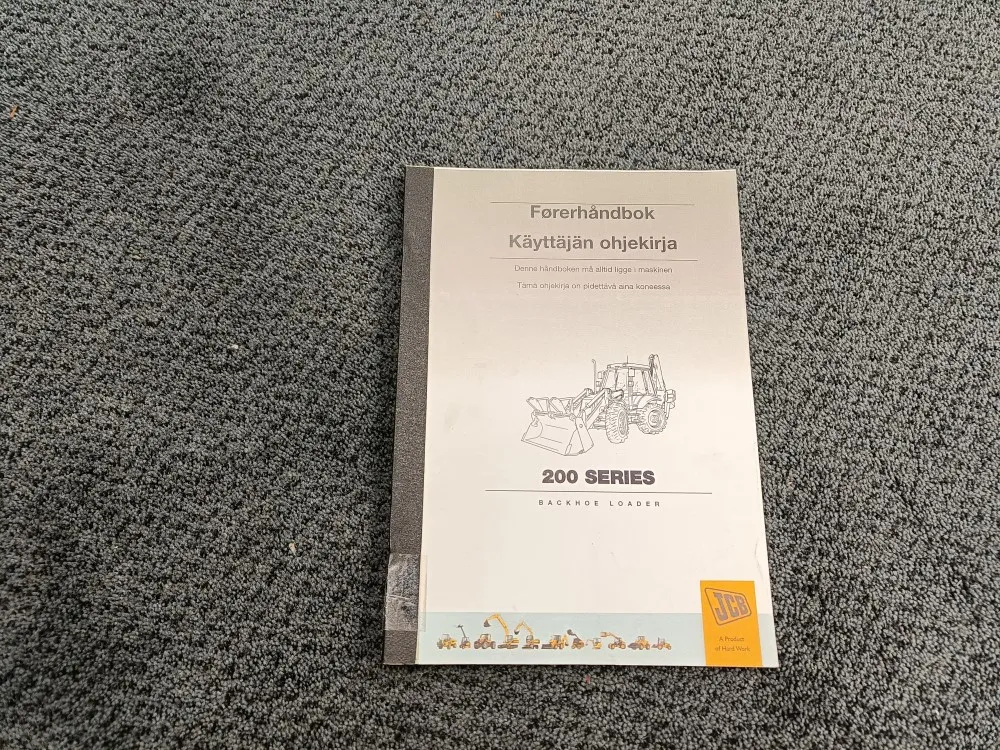 Førerhåndbok
Käyttäjän ohjekirja
Denne håndboken må alltid ligge i maskinen
Tämä ohjekirja on pidettävä aina koneessa
200 SERIES
BACKHOE LOADER
JCB
A Product
of Hard Work